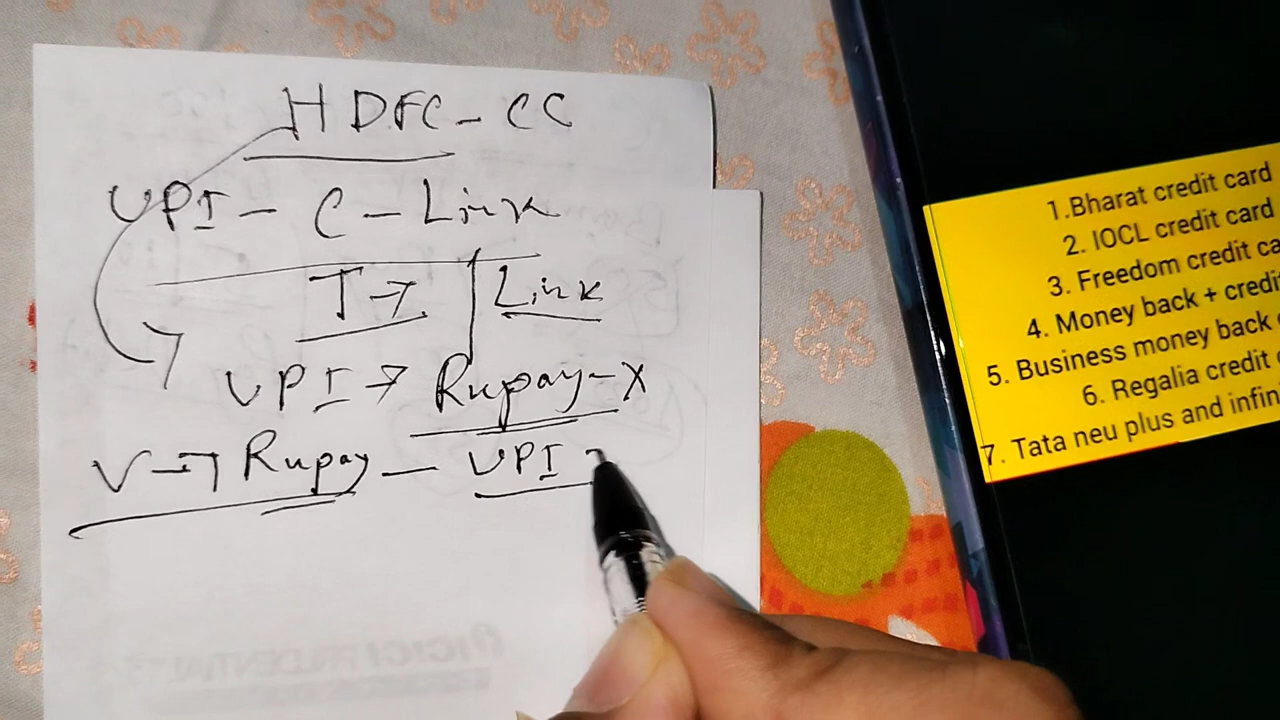 HDFC - CC
UPI - C - Link
T → Link
UPI → Rupay - X
V → Rupay - UPI →
ICICI PRUDENTIAL
1.Bharat credit card
2. IOCL credit card
3. Freedom credit ca
4. Money back + credi
5. Business money back
6. Regalia credit
7. Tata neu plus and infin